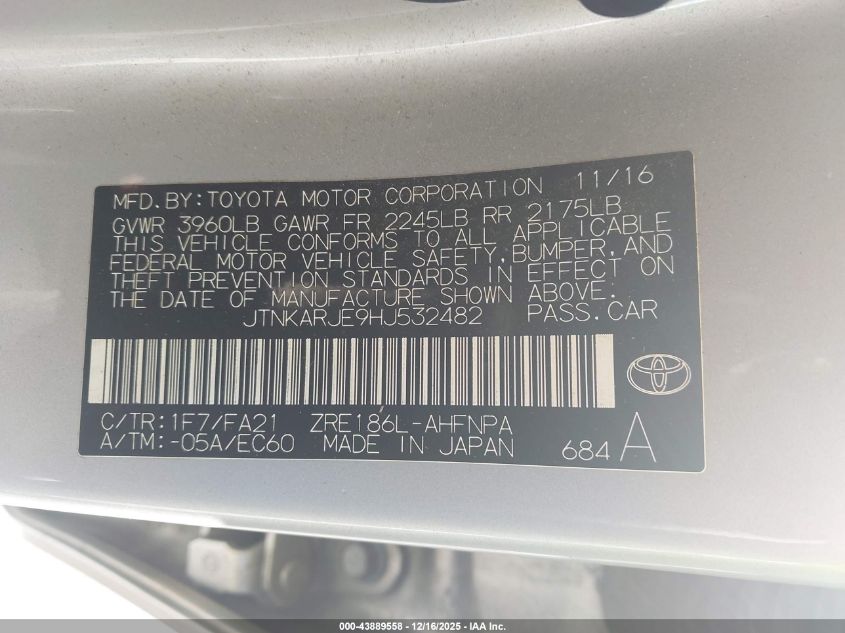 MFD. BY: TOYOTA MOTOR CORPORATION 11/16
GVWR 3960LB GAWR FR 2245LB RR 2175LB
THIS VEHICLE CONFORMS TO ALL APPLICABLE
FEDERAL MOTOR VEHICLE SAFETY, BUMPER, AND
THEFT PREVENTION STANDARDS IN EFFECT ON
THE DATE OF MANUFACTURE SHOWN ABOVE.
JTNKARJE9HJ532482 PASS. CAR
C/TR: 1F7/FA21 ZRE186L-AHFNPA
A/TM: -05A/EC60 MADE IN JAPAN 684 A
000-43889558 - 12/16/2025 - IAA Inc.